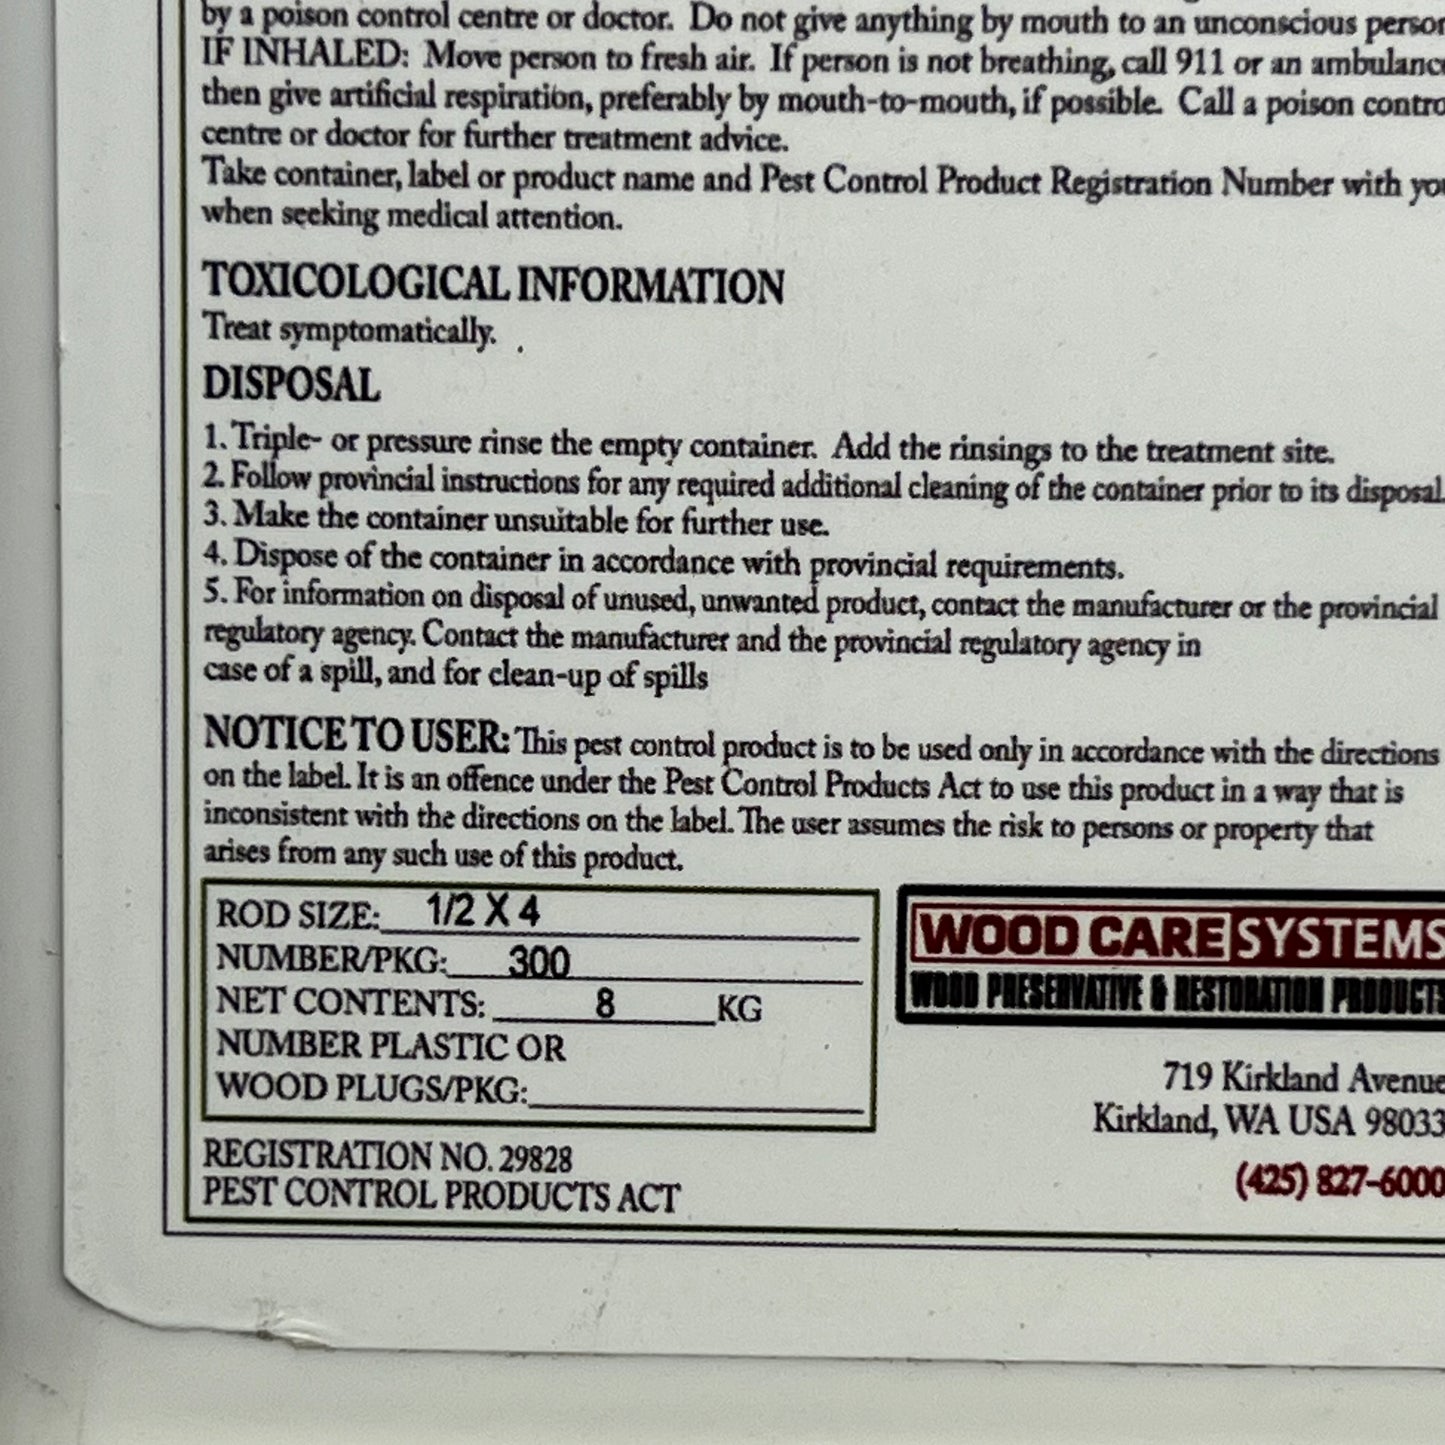 by a poison control centre or doctor. Do not give anything by mouth to an unconscious person
IF INHALED: Move person to fresh air. If person is not breathing, call 911 or an ambulance
then give artificial respiration, preferably by mouth-to-mouth, if possible. Call a poison contro
centre or doctor for further treatment advice.
Take container, label or product name and Pest Control Product Registration Number with you
when seeking medical attention.
TOXICOLOGICAL INFORMATION
Treat symptomatically.
DISPOSAL
1. Triple- or pressure rinse the empty container. Add the rinsings to the treatment site.
2. Follow provincial instructions for any required additional cleaning of the container prior to its disposal.
3. Make the container unsuitable for further use.
4. Dispose of the container in accordance with provincial requirements.
5. For information on disposal of unused, unwanted product, contact the manufacturer or the provincial
regulatory agency. Contact the manufacturer and the provincial regulatory agency in
case of a spill, and for clean-up of spills
NOTICE TO USER: This pest control product is to be used only in accordance with the directions
on the label. It is an offence under the Pest Control Products Act to use this product in a way that is
inconsistent with the directions on the label. The user assumes the risk to persons or property that
arises from any such use of this product.
ROD SIZE: 1/2 X 4
NUMBER/PKG: 300
NET CONTENTS: 8 KG
NUMBER PLASTIC OR
WOOD PLUGS/PKG:
REGISTRATION NO. 29828
PEST CONTROL PRODUCTS ACT
WOOD CARE SYSTEMS
WOOD PRESERVATIVE & RESTORATION PRODUCTS
719 Kirkland Avenue
Kirkland, WA USA 98033
(425) 827-6000